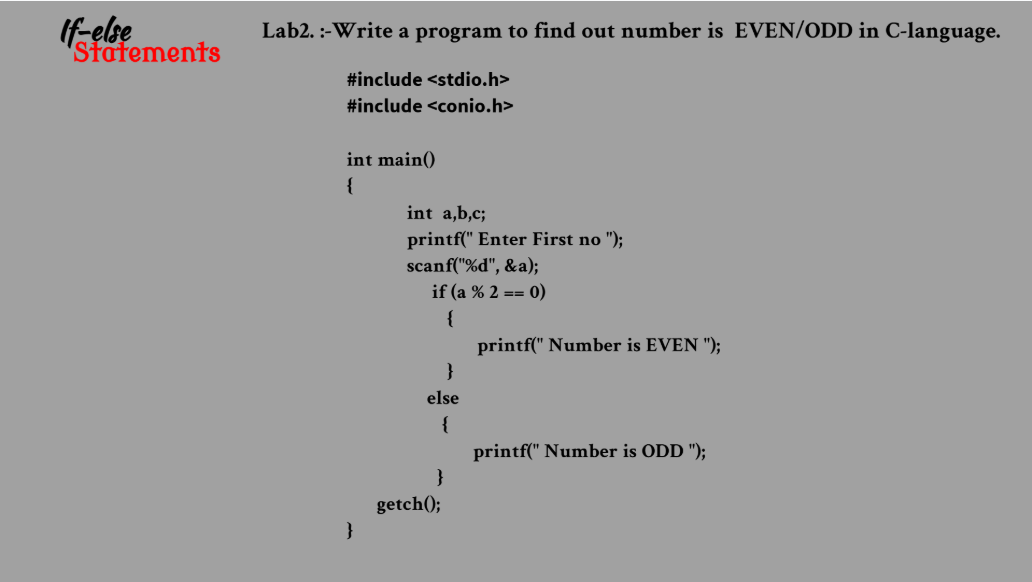 If-else
Statements
Lab2. :-Write a program to find out number is  EVEN/ODD in C-language.
#include <stdio.h>
#include <conio.h>
int main()
{
int  a,b,c;
printf(" Enter First no ");
scanf("%d", &a);
if (a % 2 == 0)
{
printf(" Number is EVEN ");
}
else
{
printf(" Number is ODD ");
}
getch();
}